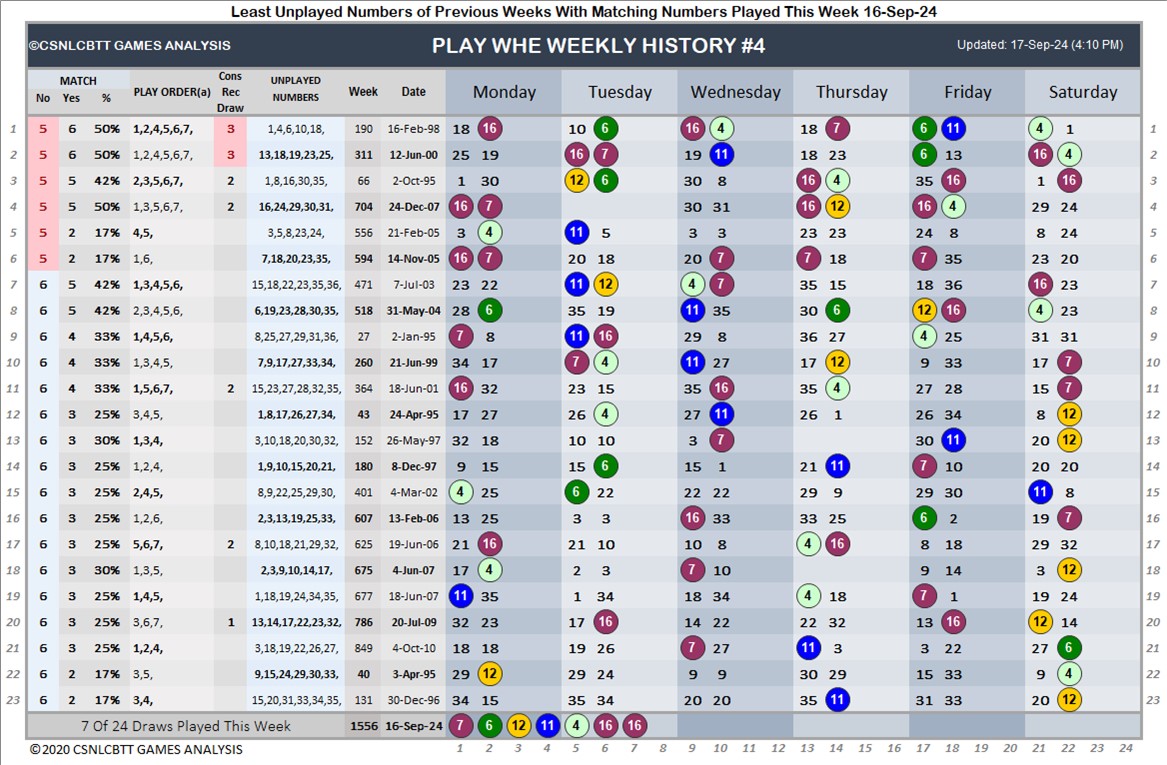 Least Unplayed Numbers of Previous Weeks With Matching Numbers Played This Week 16-Sep-24
©CSNLCBTT GAMES ANALYSIS PLAY WHE WEEKLY HISTORY #4 Updated: 17-Sep-24 (4:10 PM)
MATCH Cons
No Yes % PLAY ORDER(a) Rec UNPLAYED Week Date Monday Tuesday Wednesday Thursday Friday Saturday
Draw NUMBERS
1 5 6 50% 1,2,4,5,6,7, 3 1,4,6,10,18, 190 16-Feb-98 18 16 10 6 16 4 18 7 6 11 4 1 1
2 5 6 50% 1,2,4,5,6,7, 3 13,18,19,23,25, 311 12-Jun-00 25 19 16 7 19 11 18 23 6 13 16 4 2
3 5 5 42% 2,3,5,6,7, 2 1,8,16,30,35, 66 2-Oct-95 1 30 12 6 30 8 16 4 35 16 1 16 3
4 5 5 50% 1,3,5,6,7, 2 16,24,29,30,31, 704 24-Dec-07 16 7 30 31 16 12 16 4 29 24 4
5 5 2 17% 4,5, 3,5,8,23,24, 556 21-Feb-05 3 4 11 5 3 3 23 23 24 8 8 24 5
6 5 2 17% 1,6, 7,18,20,23,35, 594 14-Nov-05 16 7 20 18 20 7 7 18 7 35 23 20 6
7 6 5 42% 1,3,4,5,6, 15,18,22,23,35,36, 471 7-Jul-03 23 22 11 12 4 7 35 15 18 36 16 23 7
8 6 5 42% 2,3,4,5,6, 6,19,23,28,30,35, 518 31-May-04 28 6 35 19 11 35 30 6 12 16 4 23 8
9 6 4 33% 1,4,5,6, 8,25,27,29,31,36, 27 2-Jan-95 7 8 11 16 29 8 36 27 4 25 31 31 9
10 6 4 33% 1,3,4,5, 7,9,17,27,33,34, 260 21-Jun-99 34 17 7 4 11 27 17 12 9 33 17 7 10
11 6 4 33% 1,5,6,7, 2 15,23,27,28,32,35, 364 18-Jun-01 16 32 23 15 35 16 35 4 27 28 15 7 11
12 6 3 25% 3,4,5, 1,8,17,26,27,34, 43 24-Apr-95 17 27 26 4 27 11 26 1 26 34 8 12 12
13 6 3 30% 1,3,4, 3,10,18,20,30,32, 152 26-May-97 32 18 10 10 3 7 30 11 20 12 13
14 6 3 25% 1,2,4, 1,9,10,15,20,21, 180 8-Dec-97 9 15 15 6 15 1 21 11 7 10 20 20 14
15 6 3 25% 2,4,5, 8,9,22,25,29,30, 401 4-Mar-02 4 25 6 22 22 22 29 9 29 30 11 8 15
16 6 3 25% 1,2,6, 2,3,13,19,25,33, 607 13-Feb-06 13 25 3 3 16 33 33 25 6 2 19 7 16
17 6 3 25% 5,6,7, 2 8,10,18,21,29,32, 625 19-Jun-06 21 16 21 10 10 8 4 16 8 18 29 32 17
18 6 3 30% 1,3,5, 2,3,9,10,14,17, 675 4-Jun-07 17 4 2 3 7 10 9 14 3 12 18
19 6 3 25% 1,4,5, 1,18,19,24,34,35, 677 18-Jun-07 11 35 1 34 18 34 4 18 7 1 19 24 19
20 6 3 25% 3,6,7, 1 13,14,17,22,23,32, 786 20-Jul-09 32 23 17 16 14 22 22 32 13 16 12 14 20
21 6 3 25% 1,2,4, 3,18,19,22,26,27, 849 4-Oct-10 18 18 19 26 7 27 11 3 3 22 27 6 21
22 6 2 17% 3,5, 9,15,24,29,30,33, 40 3-Apr-95 29 12 29 24 9 9 30 29 15 33 9 4 22
23 6 2 17% 3,4, 15,20,31,33,34,35, 131 30-Dec-96 34 15 35 34 20 20 35 11 31 33 20 12 23
7 Of 24 Draws Played This Week 1556 16-Sep-24 7 6 12 11 4 16 16
©2020 CSNLCBTT GAMES ANALYSIS 1 2 3 4 5 6 7 8 9 10 11 12 13 14 15 16 17 18 19 20 21 22 23 24